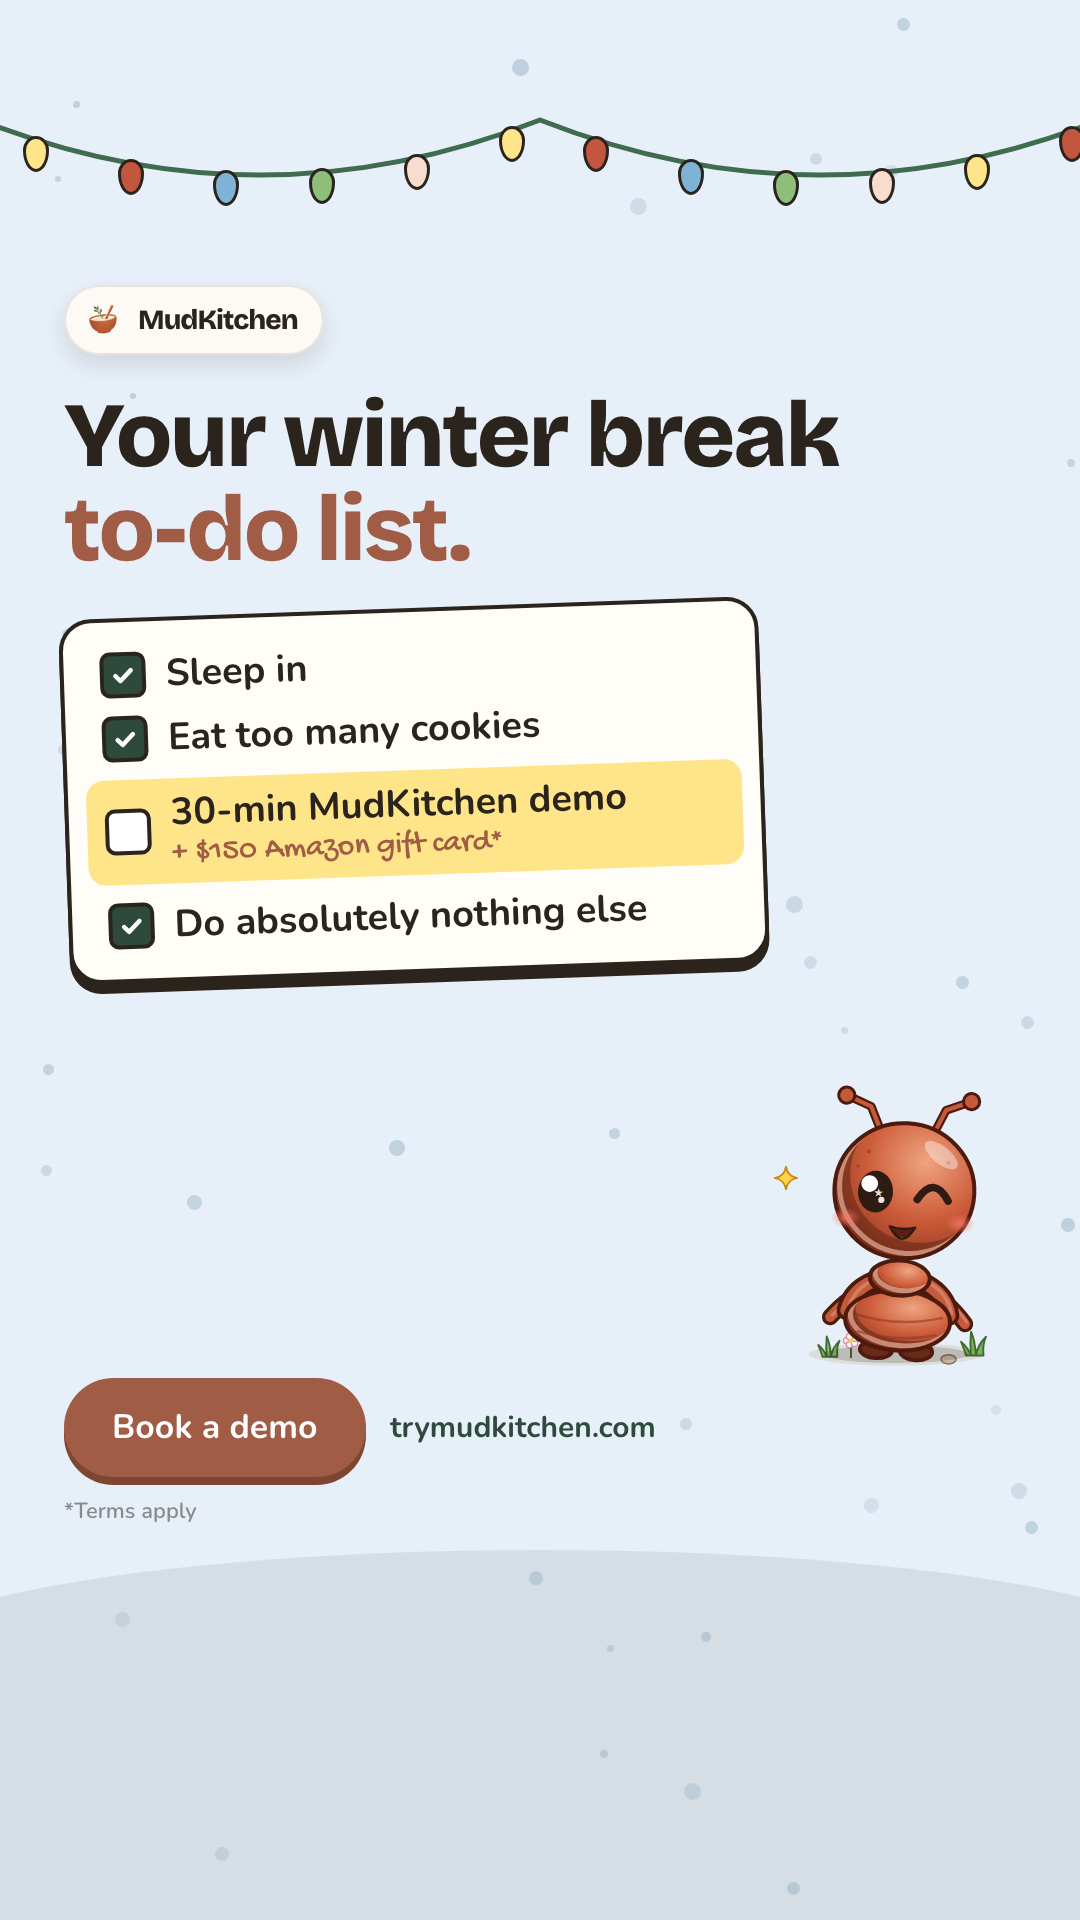 MudKitchen
Your winter break
to-do list.
Sleep in
Eat too many cookies
30-min MudKitchen demo
+ $150 Amazon gift card*
Do absolutely nothing else
Book a demo
trymudkitchen.com
*Terms apply